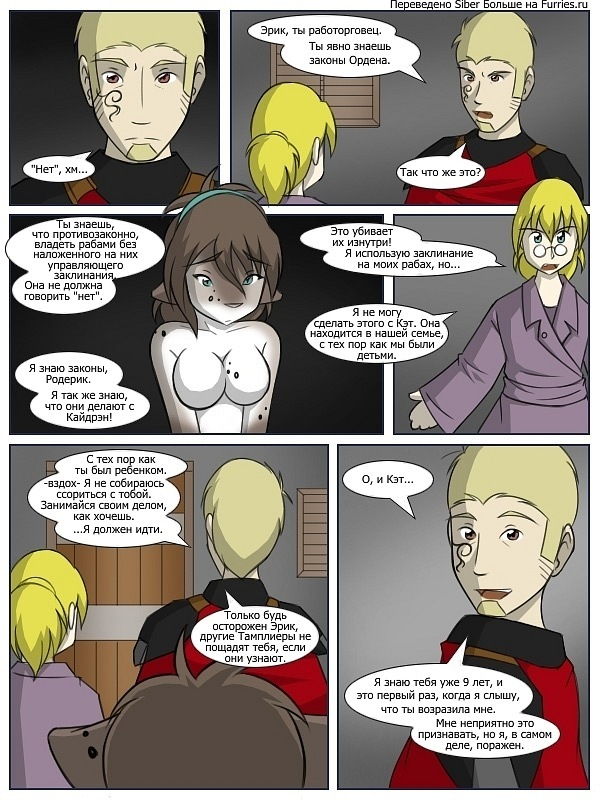 Переведено Siber Больше на Furries.ru
"Нет", хм...
Эрик, ты работорговец.
Ты явно знаешь
законы Ордена.
Так что же это?
Ты знаешь,
что противозаконно,
владеть рабами без
наложенного на них
управляющего
заклинания.
Она не должна
говорить "нет".
Я знаю законы,
Родерик.
Я так же знаю,
что они делают с
Кайдрэн!
Это убивает
их изнутри!
Я использую заклинание
на моих рабах, но...
Я не могу
сделать этого с Кэт. Она
находится в нашей семье,
с тех пор как мы были
детьми.
С тех пор как
ты был ребенком.
-вздох- Я не собираюсь
ссориться с тобой.
Занимайся своим делом,
как хочешь.
...Я должен идти.
Только будь
осторожен Эрик,
другие Тамплиеры не
пощадят тебя, если
они узнают.
О, и Кэт...
Я знаю тебя уже 9 лет, и
это первый раз, когда я слышу,
что ты возразила мне.
Мне неприятно это
признавать, но я, в самом
деле, поражен.